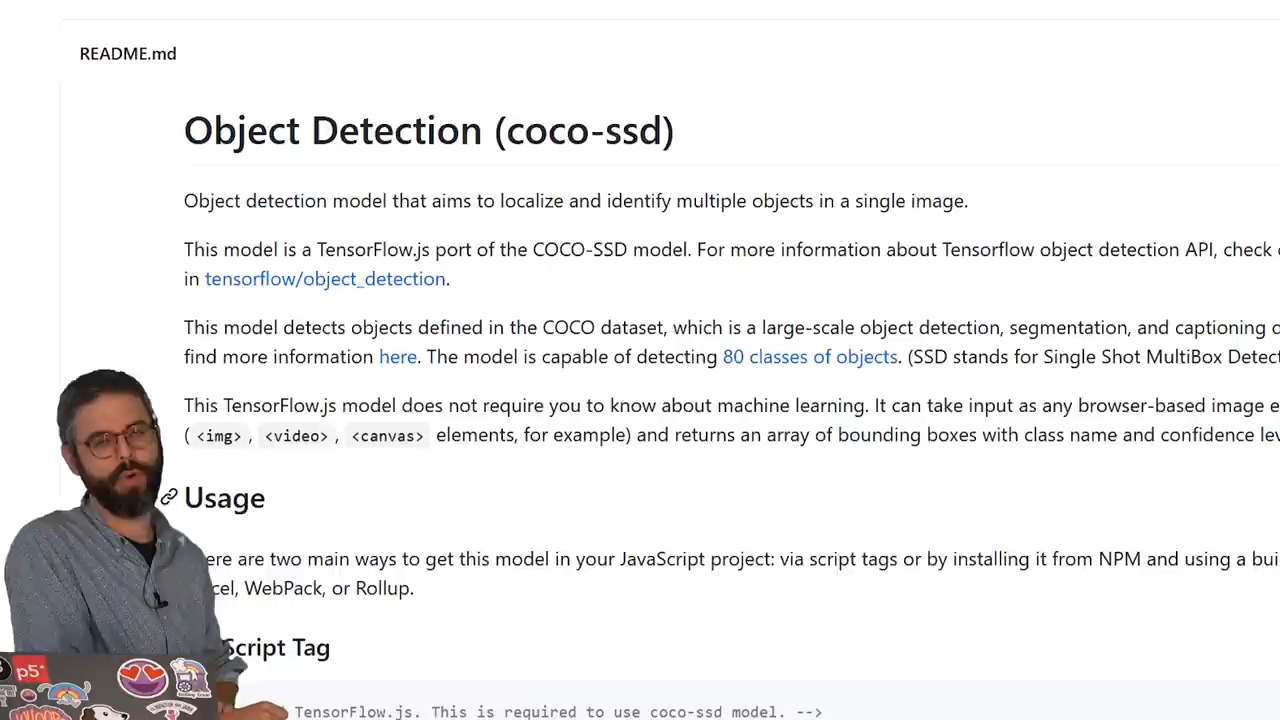 README.md
Object Detection (coco-ssd)
Object detection model that aims to localize and identify multiple objects in a single image.
This model is a TensorFlow.js port of the COCO-SSD model. For more information about Tensorflow object detection API, check
in tensorflow/object_detection.
This model detects objects defined in the COCO dataset, which is a large-scale object detection, segmentation, and captioning
find more information here. The model is capable of detecting 80 classes of objects. (SSD stands for Single Shot MultiBox
This TensorFlow.js model does not require you to know about machine learning. It can take input as any browser-based image
(<img>, <video>, <canvas> elements, for example) and returns an array of bounding boxes with class name and confidence
Usage
are two main ways to get this model in your JavaScript project: via script tags or by installing it from NPM and using a
WebPack, or Rollup.
Script Tag
TensorFlow.js. This is required to use coco-ssd model. -->
p5*